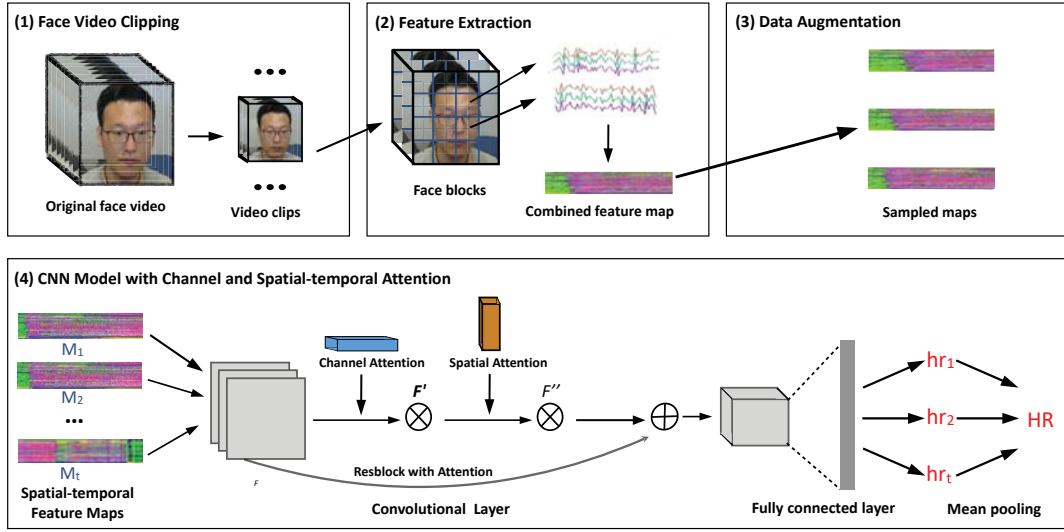 (1) Face Video Clipping
Original face video
Video clips
(2) Feature Extraction
Face blocks
Combined feature map
(3) Data Augmentation
Sampled maps
(4) CNN Model with Channel and Spatial-temporal Attention
M1
M2
...
Mt
Spatial-temporal
Feature Maps
Channel Attention
Spatial Attention
F'
F''
Resblock with Attention
F
Convolutional Layer
Fully connected layer
hr1
hr2
hrt
HR
Mean pooling